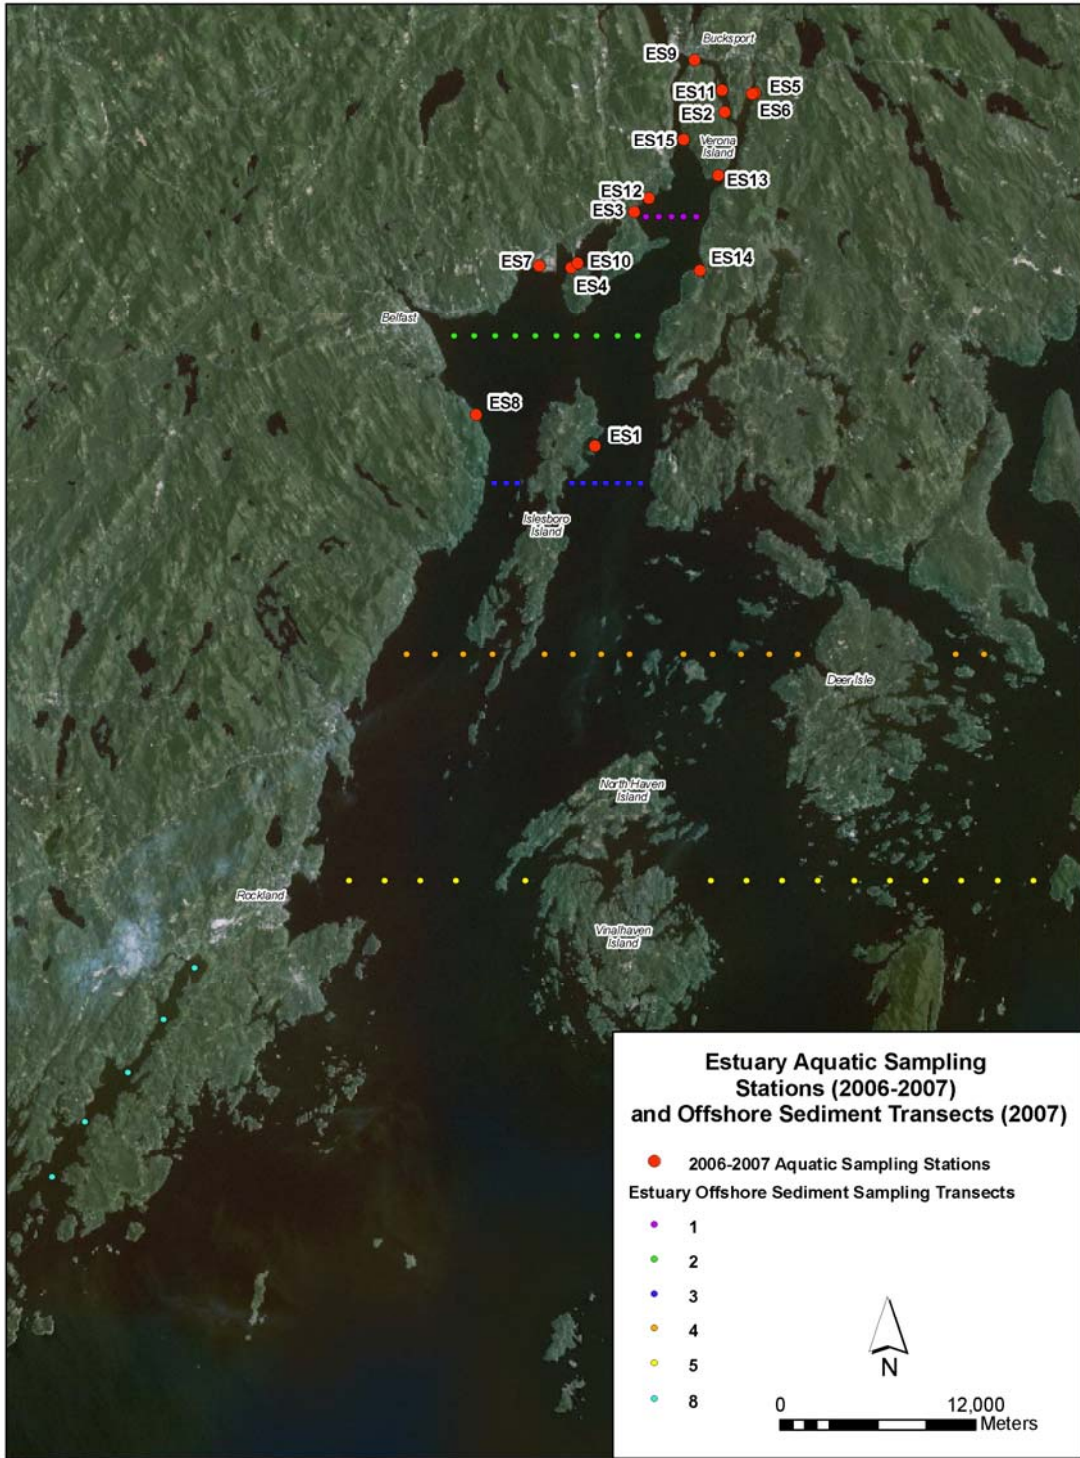 Bucksport
ES9
ES11
ES5
ES6
ES2
ES15
Verona
Island
ES13
ES12
ES3
ES7
ES10
ES14
ES4
Belfast
ES8
ES1
Islesboro
Island
Deer Isle
North Haven
Island
Rockland
Vinalhaven
Island
Estuary Aquatic Sampling
Stations (2006-2007)
and Offshore Sediment Transects (2007)
2006-2007 Aquatic Sampling Stations
Estuary Offshore Sediment Sampling Transects
1
2
3
4
5
8
N
0 12,000
Meters